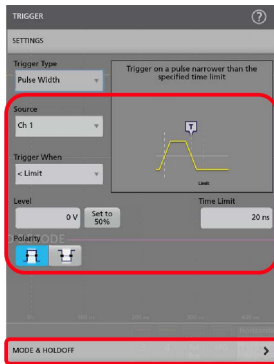 TRIGGER
?
SETTINGS
Trigger Type
Pulse Width
Trigger on a pulse narrower than the
specified time limit
Source
Ch 1
T
Trigger When
< Limit
LIMIT
Level
Time Limit
0 V
Set to
50%
20 ns
Polarity
MODE & HOLDOFF